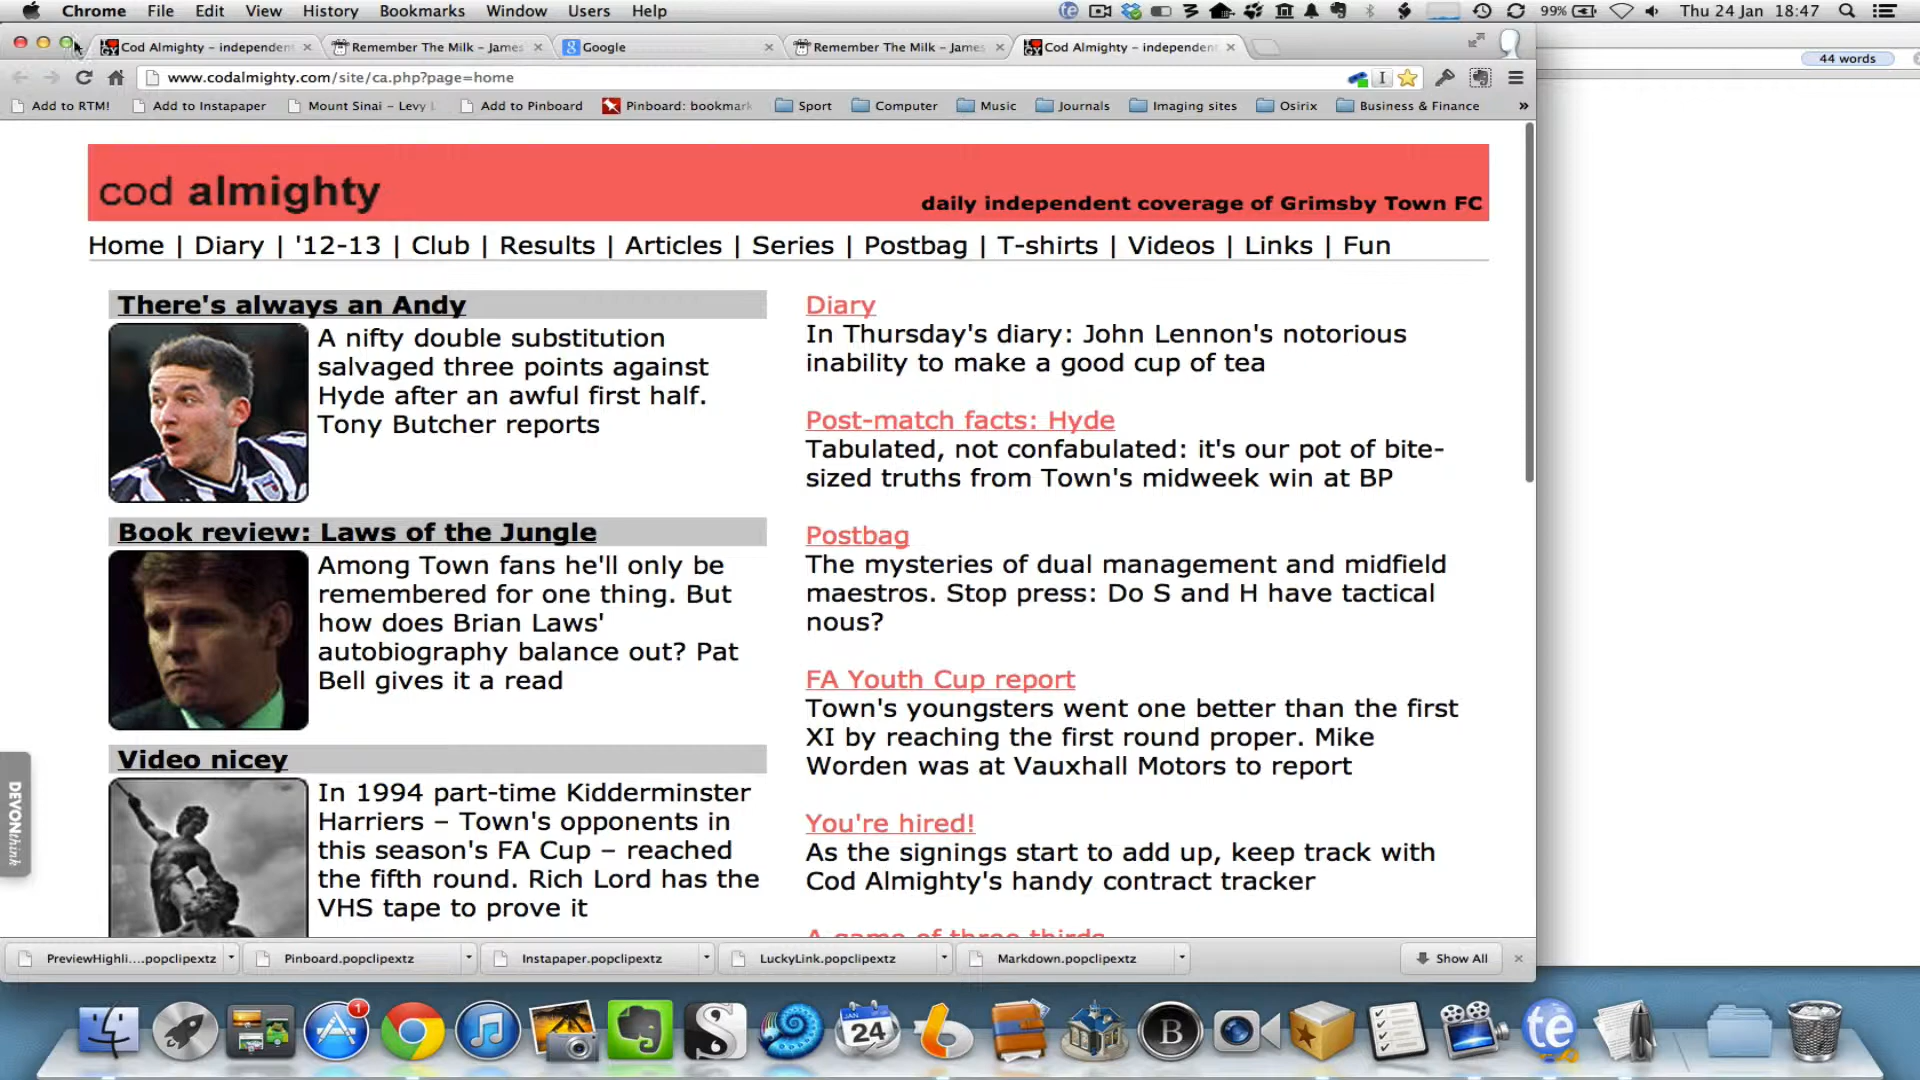 Chrome File Edit View History Bookmarks Window Users Help 99% Thu 24 Jan 18:47
Cod Almighty – independent Remember The Milk – James Google Remember The Milk – James Cod Almighty – independen
44 words
www.codalmighty.com/site/ca.php?page=home
Add to RTM! Add to Instapaper Mount Sinai – Levy L Add to Pinboard Pinboard: bookmark Sport Computer Music Journals Imaging sites Osirix Business & Finance »
cod almighty
daily independent coverage of Grimsby Town FC
Home | Diary | '12-13 | Club | Results | Articles | Series | Postbag | T-shirts | Videos | Links | Fun
There's always an Andy
A nifty double substitution
salvaged three points against
Hyde after an awful first half.
Tony Butcher reports
Book review: Laws of the Jungle
Among Town fans he'll only be
remembered for one thing. But
how does Brian Laws'
autobiography balance out? Pat
Bell gives it a read
Video nicey
In 1994 part-time Kidderminster
Harriers – Town's opponents in
this season's FA Cup – reached
the fifth round. Rich Lord has the
VHS tape to prove it
Diary
In Thursday's diary: John Lennon's notorious
inability to make a good cup of tea
Post-match facts: Hyde
Tabulated, not confabulated: it's our pot of bite-
sized truths from Town's midweek win at BP
Postbag
The mysteries of dual management and midfield
maestros. Stop press: Do S and H have tactical
nous?
FA Youth Cup report
Town's youngsters went one better than the first
XI by reaching the first round proper. Mike
Worden was at Vauxhall Motors to report
You're hired!
As the signings start to add up, keep track with
Cod Almighty's handy contract tracker
A game of three thirds
DEVONthink
PreviewHighli....popclipextz Pinboard.popclipextz Instapaper.popclipextz LuckyLink.popclipextz Markdown.popclipextz Show All
1
JAN
24
B
te